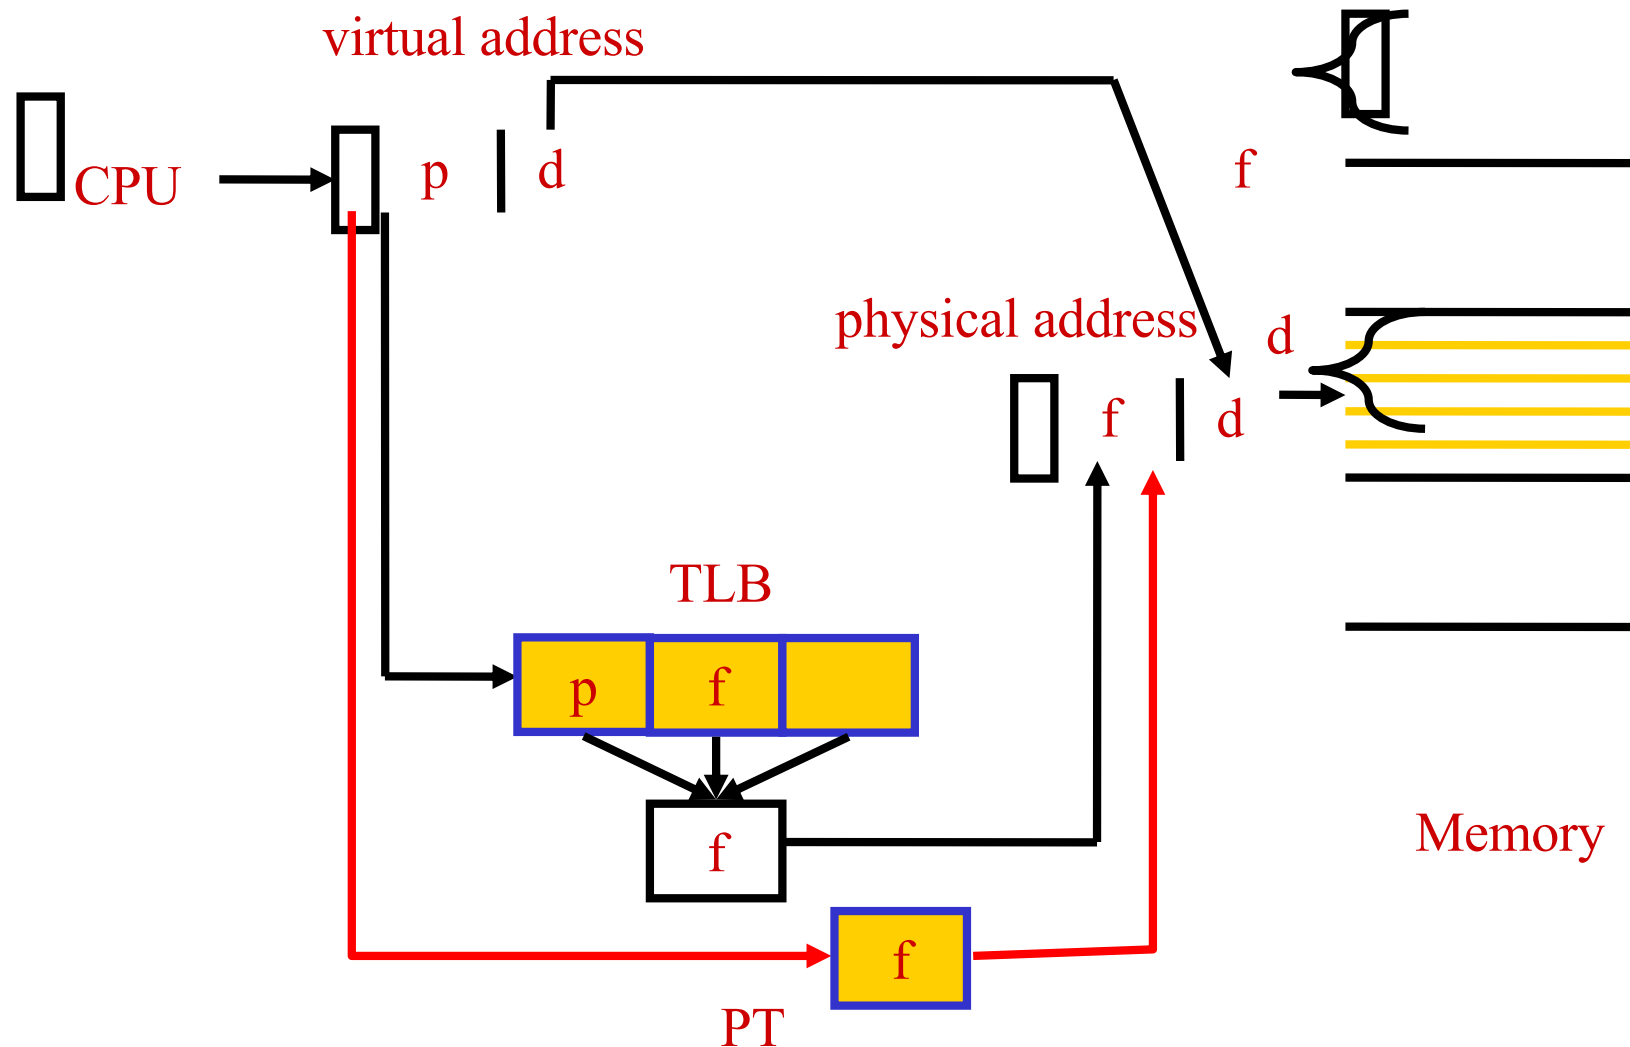 virtual address
CPU
p
d
f
physical address
d
f
d
TLB
p
f
f
Memory
f
PT